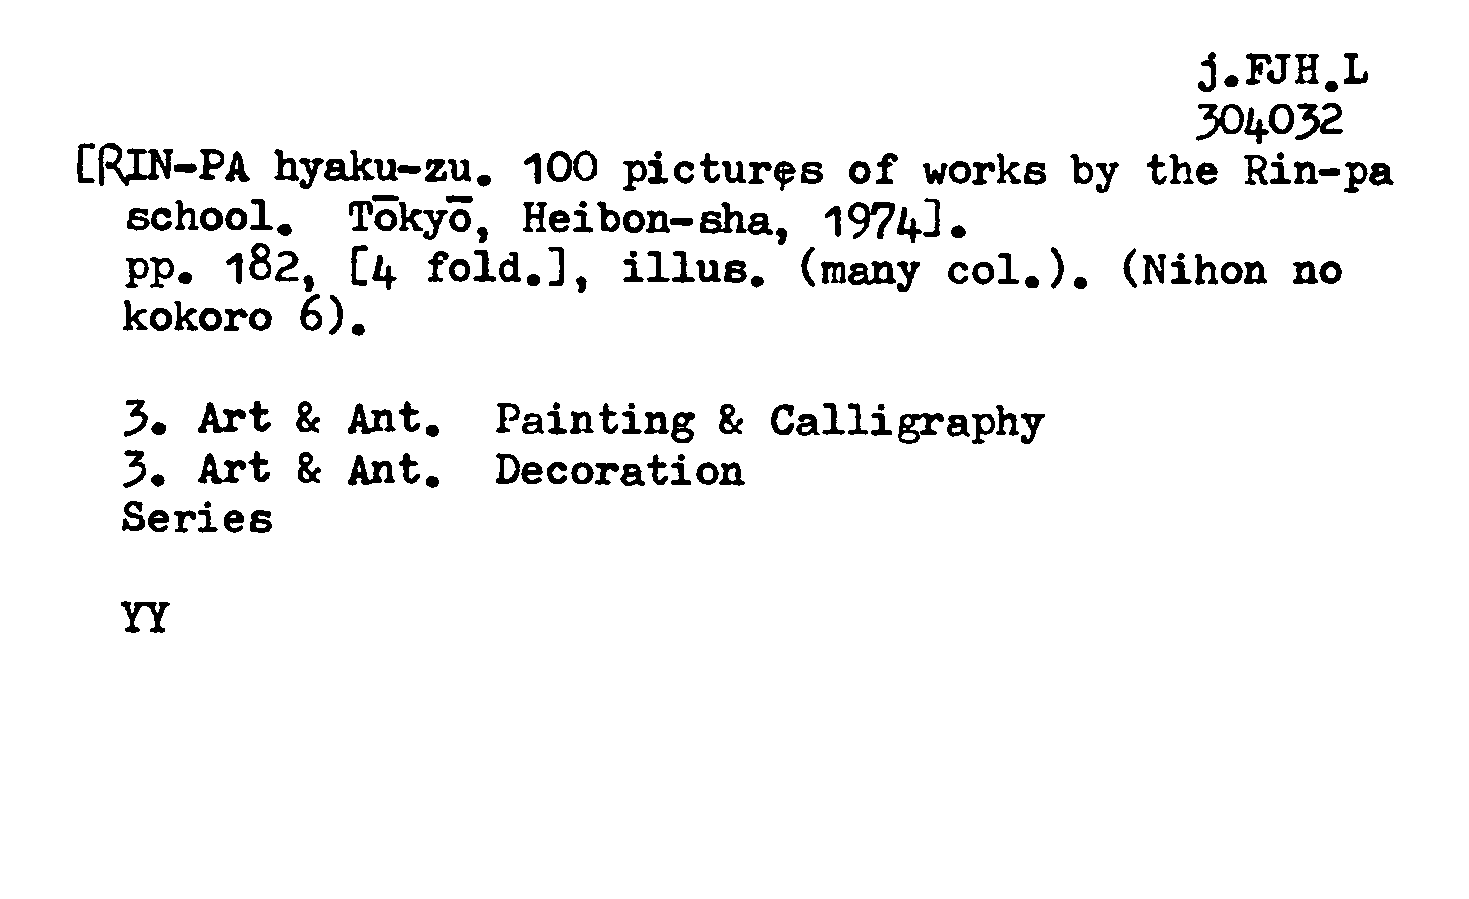 j.FJH.L
304032
[RIN-PA hyaku-zu. 100 pictures of works by the Rin-pa
school. Tōkyō, Heibon-sha, 1974].
pp. 182, [4 fold.], illus. (many col.). (Nihon no
kokoro 6).
3. Art & Ant. Painting & Calligraphy
3. Art & Ant. Decoration
Series
YY